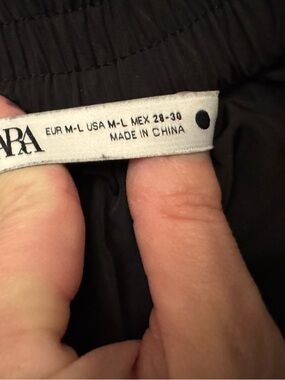 ARA
EUR M-L USA M-L MEX 28-30
MADE IN CHINA